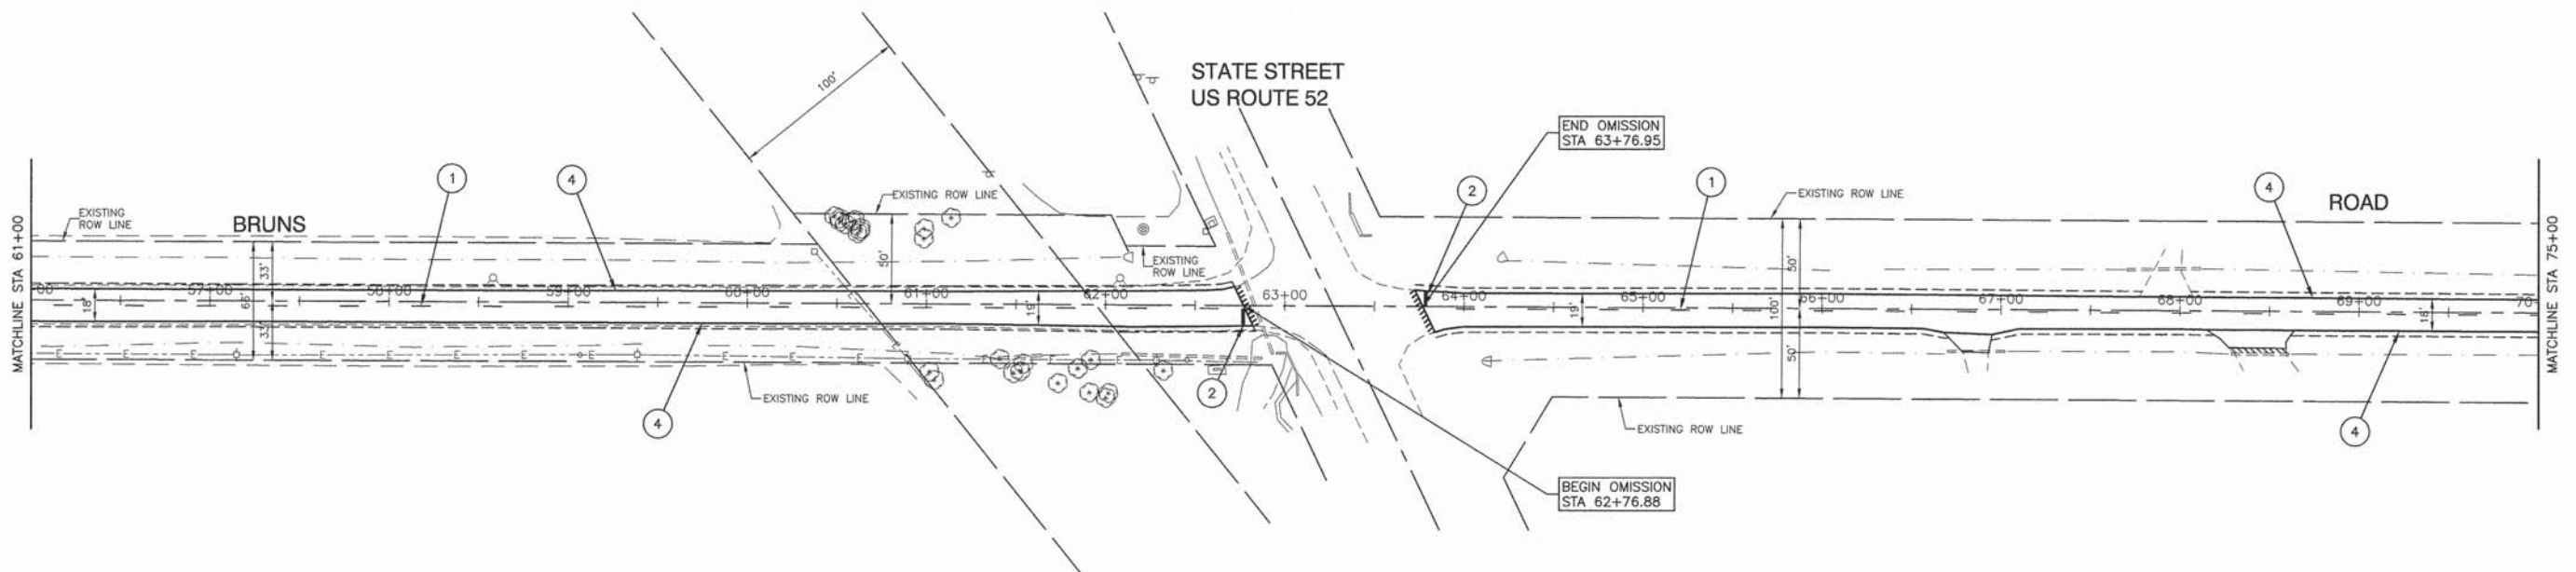 STATE STREET
US ROUTE 52
100'
END OMISSION
STA 63+76.95
1
4
2
1
4
EXISTING ROW LINE
EXISTING ROW LINE
ROAD
EXISTING
ROW LINE
BRUNS
MATCHLINE STA 61+00
MATCHLINE STA 75+00
EXISTING
ROW LINE
33'
66'
33'
50'
50'
100'
50'
00
57+00
58+00
59+00
60+00
61+00
62+00
63+00
64+00
65+00
66+00
67+00
68+00
69+00
70
18'
19'
19'
18'
E E E E E E E E E E E E
EXISTING ROW LINE
2
4
EXISTING ROW LINE
4
BEGIN OMISSION
STA 62+76.88